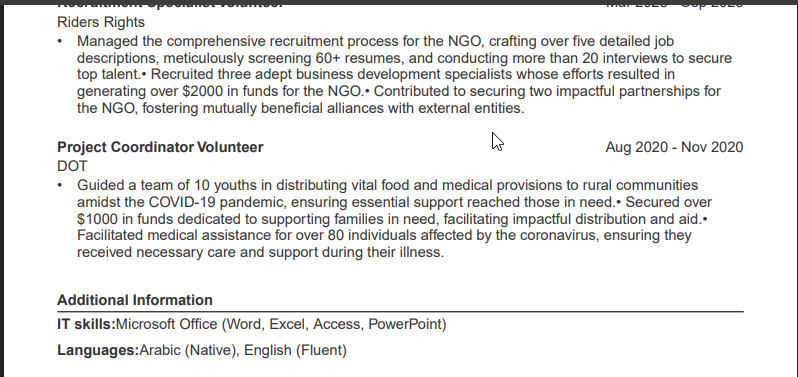 Recruitment Specialist Volunteer Mar 2023 - Sep 2023
Riders Rights
• Managed the comprehensive recruitment process for the NGO, crafting over five detailed job
descriptions, meticulously screening 60+ resumes, and conducting more than 20 interviews to secure
top talent.• Recruited three adept business development specialists whose efforts resulted in
generating over $2000 in funds for the NGO.• Contributed to securing two impactful partnerships for
the NGO, fostering mutually beneficial alliances with external entities.
Project Coordinator Volunteer Aug 2020 - Nov 2020
DOT
• Guided a team of 10 youths in distributing vital food and medical provisions to rural communities
amidst the COVID-19 pandemic, ensuring essential support reached those in need.• Secured over
$1000 in funds dedicated to supporting families in need, facilitating impactful distribution and aid.•
Facilitated medical assistance for over 80 individuals affected by the coronavirus, ensuring they
received necessary care and support during their illness.
Additional Information
IT skills:Microsoft Office (Word, Excel, Access, PowerPoint)
Languages:Arabic (Native), English (Fluent)